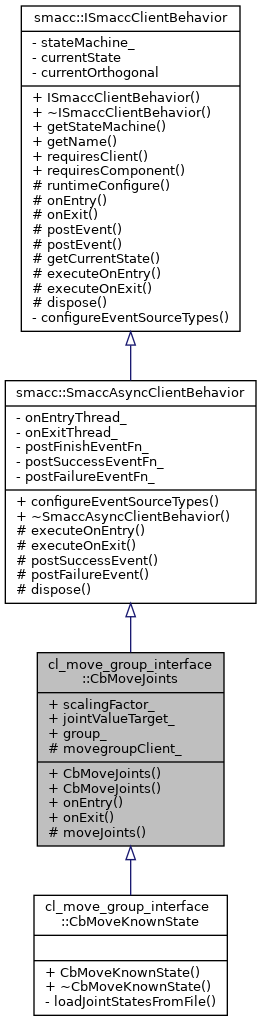 smacc::ISmaccClientBehavior
- stateMachine_
- currentState
- currentOrthogonal
+ ISmaccClientBehavior()
+ ~ISmaccClientBehavior()
+ getStateMachine()
+ getName()
+ requiresClient()
+ requiresComponent()
# runtimeConfigure()
# onEntry()
# onExit()
# postEvent()
# postEvent()
# getCurrentState()
# executeOnEntry()
# executeOnExit()
# dispose()
- configureEventSourceTypes()
smacc::SmaccAsyncClientBehavior
- onEntryThread_
- onExitThread_
- postFinishEventFn_
- postSuccessEventFn_
- postFailureEventFn_
+ configureEventSourceTypes()
+ ~SmaccAsyncClientBehavior()
# executeOnEntry()
# executeOnExit()
# postSuccessEvent()
# postFailureEvent()
# dispose()
cl_move_group_interface
::CbMoveJoints
+ scalingFactor_
+ jointValueTarget_
+ group_
# movegroupClient_
+ CbMoveJoints()
+ CbMoveJoints()
+ onEntry()
+ onExit()
# moveJoints()
cl_move_group_interface
::CbMoveKnownState
+ CbMoveKnownState()
+ ~CbMoveKnownState()
- loadJointStatesFromFile()